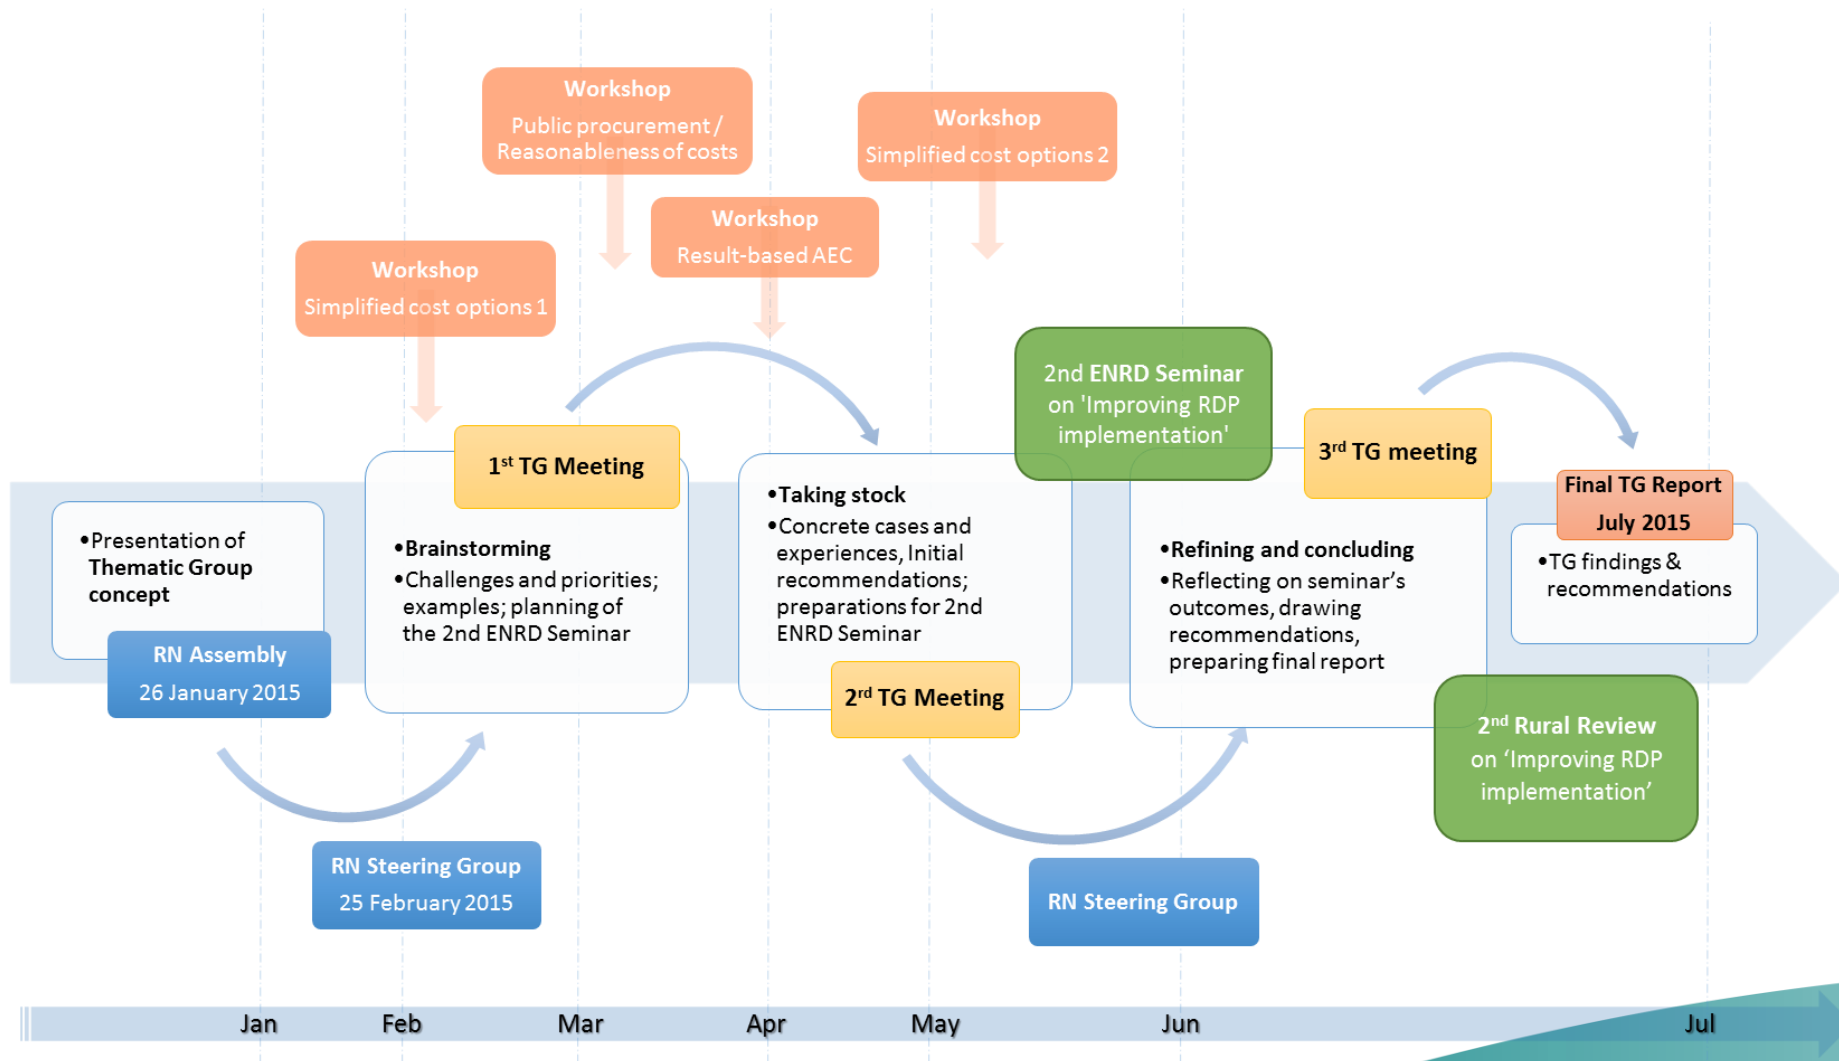 Workshop
Public procurement /
Reasonableness of costs
Workshop
Simplified cost options 2
Workshop
Result-based AEC
Workshop
Simplified cost options 1
2nd ENRD Seminar
on 'Improving RDP
implementation'
1st TG Meeting
3rd TG meeting
Final TG Report
July 2015
•Presentation of
Thematic Group
concept
RN Assembly
26 January 2015
•Brainstorming
•Challenges and priorities;
examples; planning of
the 2nd ENRD Seminar
•Taking stock
•Concrete cases and
experiences, Initial
recommendations;
preparations for 2nd
ENRD Seminar
2rd TG Meeting
•Refining and concluding
•Reflecting on seminar’s
outcomes, drawing
recommendations,
preparing final report
•TG findings &
recommendations
2nd Rural Review
on ‘Improving RDP
implementation’
RN Steering Group
25 February 2015
RN Steering Group
Jan Feb Mar Apr May Jun Jul